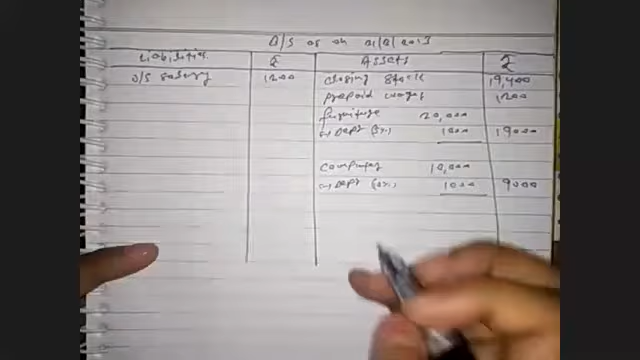 B/S as on 31/12/2013
Liabilities ₹ Assets ₹
O/S salary 1200 closing stock 19,400
prepaid wages 1200
furniture 20,000
(-) Dept (5%) 1000 19000
computer 10,000
(-) Dept (10%) 1000 9000